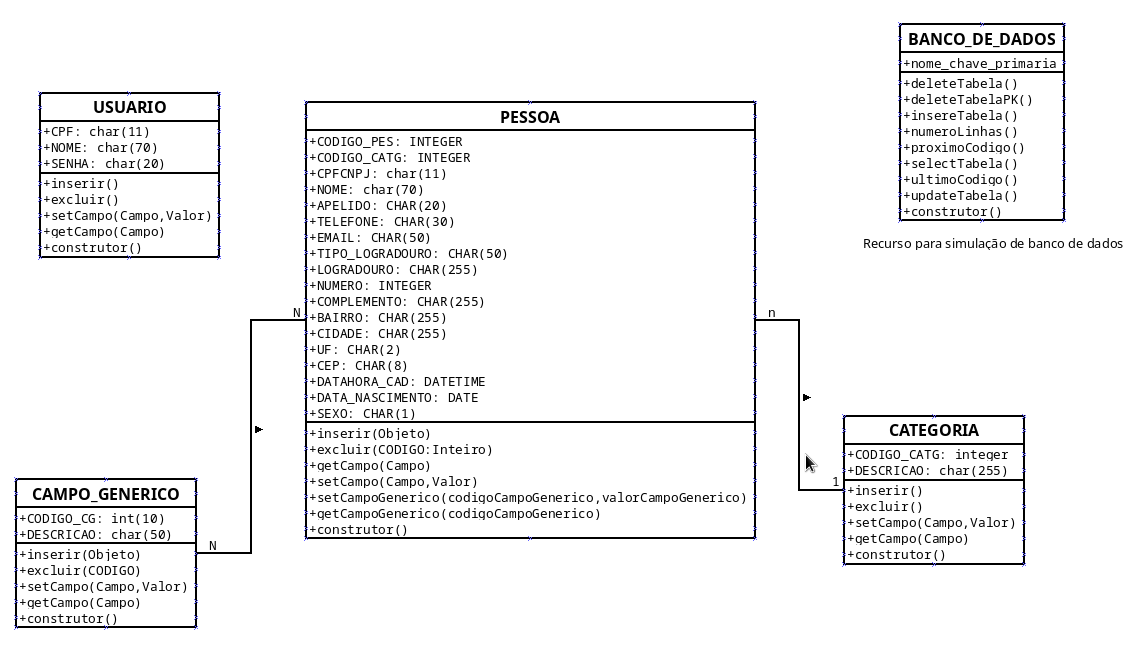 BANCO_DE_DADOS
+nome_chave_primaria
+deleteTabela()
+deleteTabelaPK()
+insereTabela()
+numeroLinhas()
+proximoCodigo()
+selectTabela()
+ultimoCodigo()
+updateTabela()
+construtor()
Recurso para simulação de banco de dados
USUARIO
+CPF: char(11)
+NOME: char(70)
+SENHA: char(20)
+inserir()
+excluir()
+setCampo(Campo,Valor)
+getCampo(Campo)
+construtor()
PESSOA
+CODIGO_PES: INTEGER
+CODIGO_CATG: INTEGER
+CPFCNPJ: char(11)
+NOME: char(70)
+APELIDO: CHAR(20)
+TELEFONE: CHAR(30)
+EMAIL: CHAR(50)
+TIPO_LOGRADOURO: CHAR(50)
+LOGRADOURO: CHAR(255)
+NUMERO: INTEGER
+COMPLEMENTO: CHAR(255)
+BAIRRO: CHAR(255)
+CIDADE: CHAR(255)
+UF: CHAR(2)
+CEP: CHAR(8)
+DATAHORA_CAD: DATETIME
+DATA_NASCIMENTO: DATE
+SEXO: CHAR(1)
+inserir(Objeto)
+excluir(CODIGO:Inteiro)
+getCampo(Campo)
+setCampo(Campo,Valor)
+setCampoGenerico(codigoCampoGenerico,valorCampoGenerico)
+getCampoGenerico(codigoCampoGenerico)
+construtor()
N
n
CATEGORIA
+CODIGO_CATG: integer
+DESCRICAO: char(255)
+inserir()
+excluir()
+setCampo(Campo,Valor)
+getCampo(Campo)
+construtor()
1
CAMPO_GENERICO
+CODIGO_CG: int(10)
+DESCRICAO: char(50)
+inserir(Objeto)
+excluir(CODIGO)
+setCampo(Campo,Valor)
+getCampo(Campo)
+construtor()
N